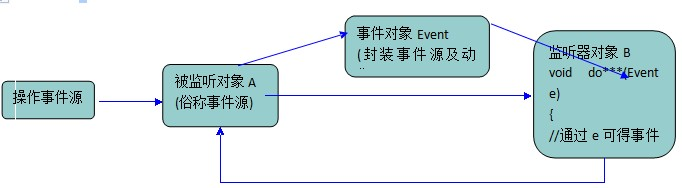 操作事件源
被监听对象 A
(俗称事件源)
事件对象 Event
(封装事件源及动
监听器对象 B
void do***/Event
e)
{
//通过 e 可得事件